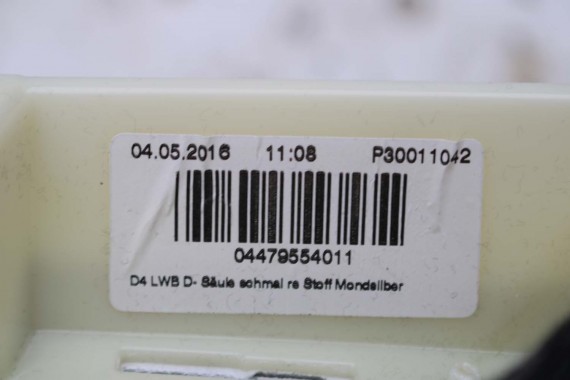 04.05.2016 11:08 P30011042
04479554011
D4 LWB D- Säule schmal re Stoff Mondsilber